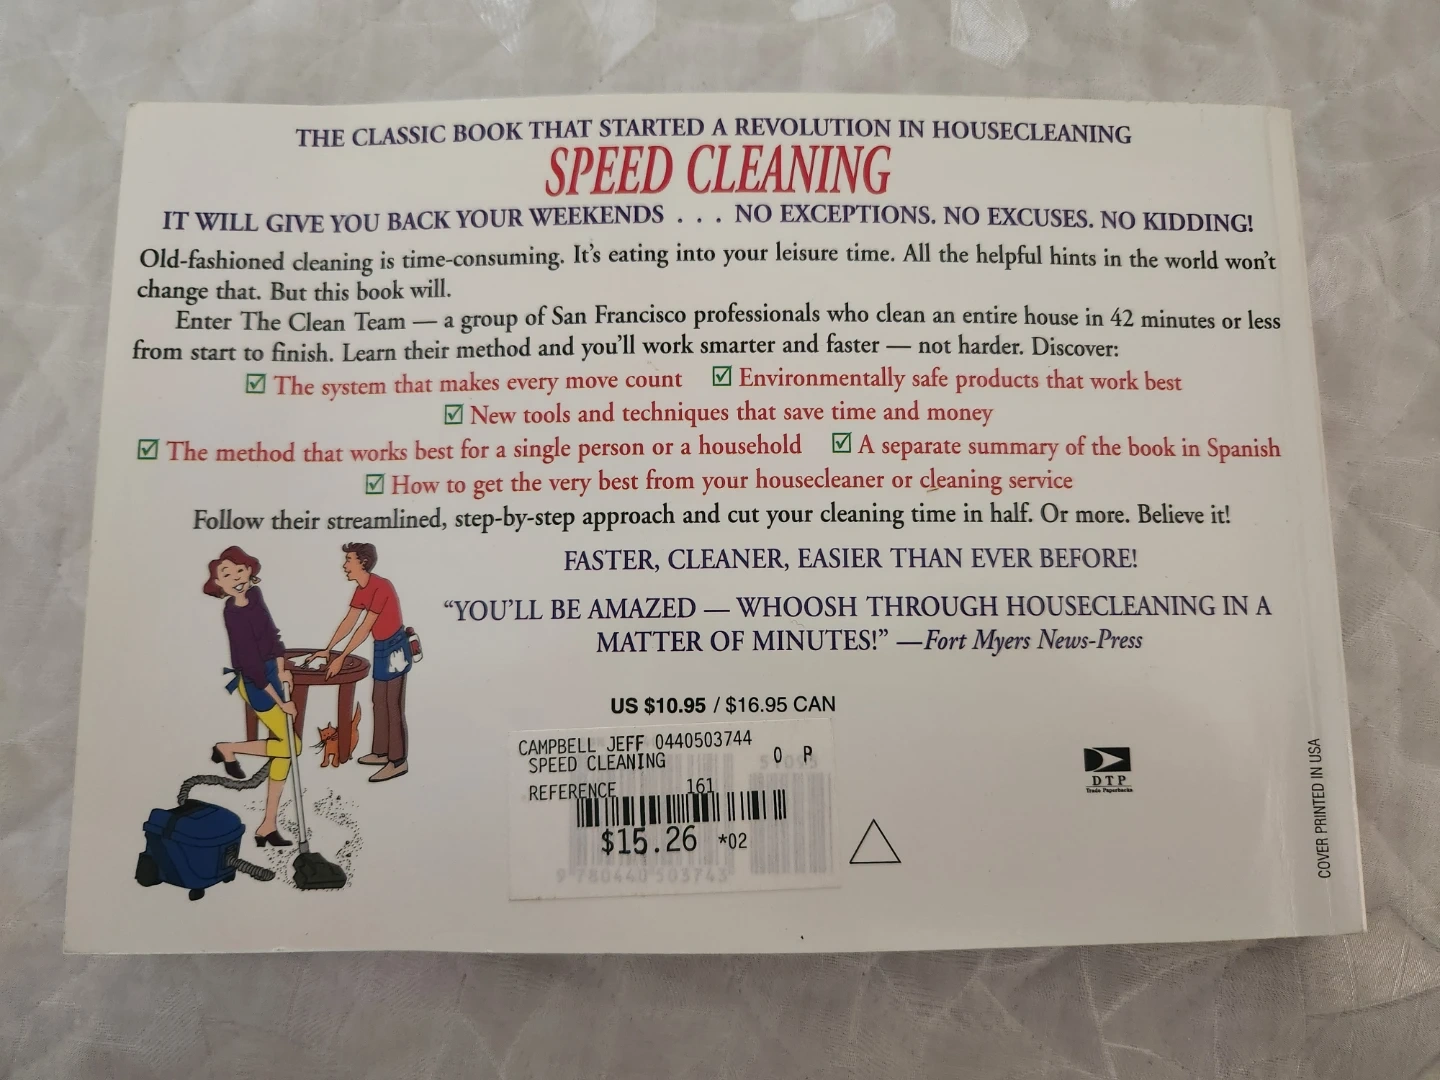 THE CLASSIC BOOK THAT STARTED A REVOLUTION IN HOUSECLEANING
SPEED CLEANING
IT WILL GIVE YOU BACK YOUR WEEKENDS . . . NO EXCEPTIONS. NO EXCUSES. NO KIDDING!
Old-fashioned cleaning is time-consuming. It's eating into your leisure time. All the helpful hints in the world won't
change that. But this book will.
Enter The Clean Team — a group of San Francisco professionals who clean an entire house in 42 minutes or less
from start to finish. Learn their method and you'll work smarter and faster — not harder. Discover:
☑ The system that makes every move count ☑ Environmentally safe products that work best
☑ New tools and techniques that save time and money
☑ The method that works best for a single person or a household ☑ A separate summary of the book in Spanish
☑ How to get the very best from your housecleaner or cleaning service
Follow their streamlined, step-by-step approach and cut your cleaning time in half. Or more. Believe it!
FASTER, CLEANER, EASIER THAN EVER BEFORE!
“YOU'LL BE AMAZED — WHOOSH THROUGH HOUSECLEANING IN A
MATTER OF MINUTES!” —Fort Myers News-Press
US $10.95 / $16.95 CAN
CAMPBELL JEFF 0440503744
SPEED CLEANING 0 P
REFERENCE 161
$15.26 *02
9 780440 503743
DTP
Trade Paperbacks
COVER PRINTED IN USA